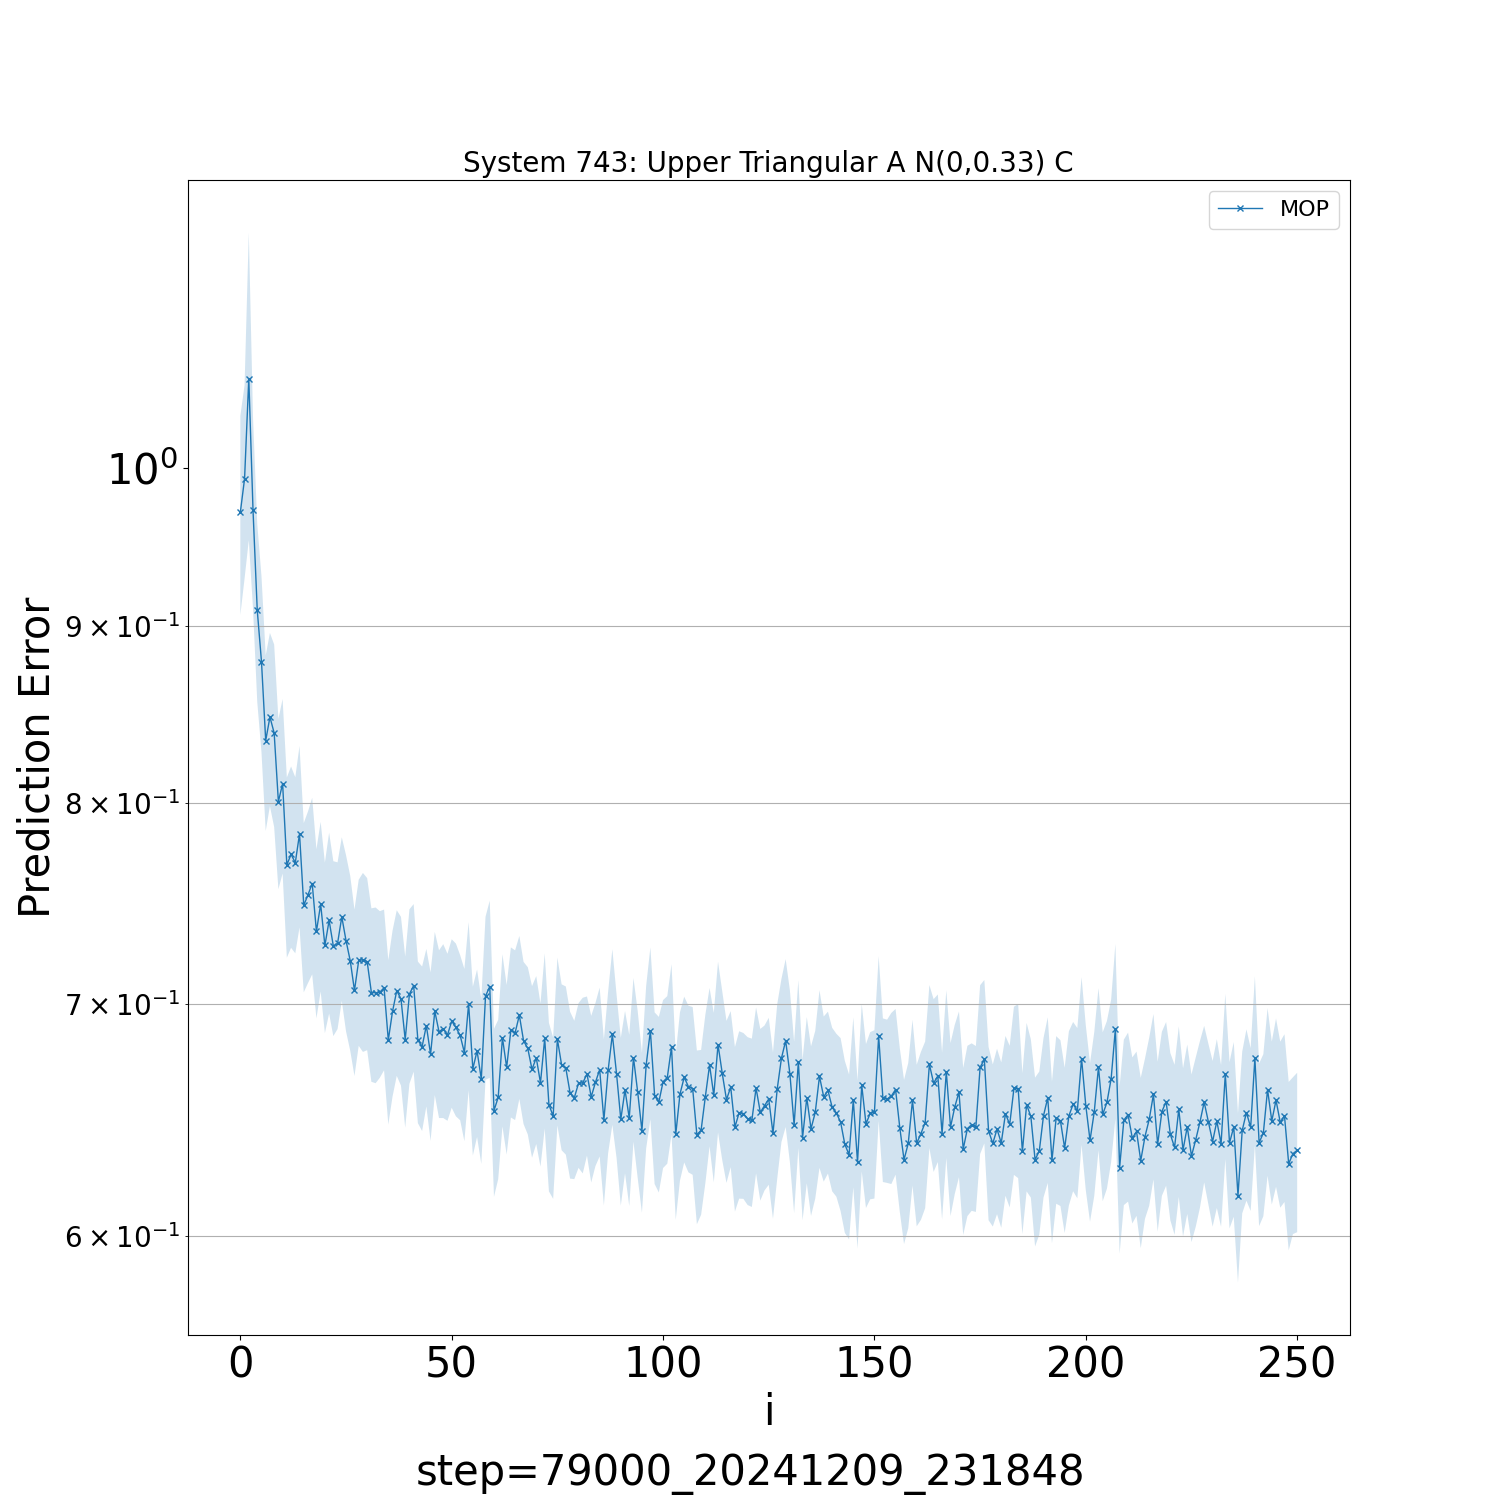 System 743: Upper Triangular A N(0,0.33) C
MOP
Prediction Error
10⁰
9 × 10⁻¹
8 × 10⁻¹
7 × 10⁻¹
6 × 10⁻¹
0 50 100 150 200 250
i
step=79000_20241209_231848